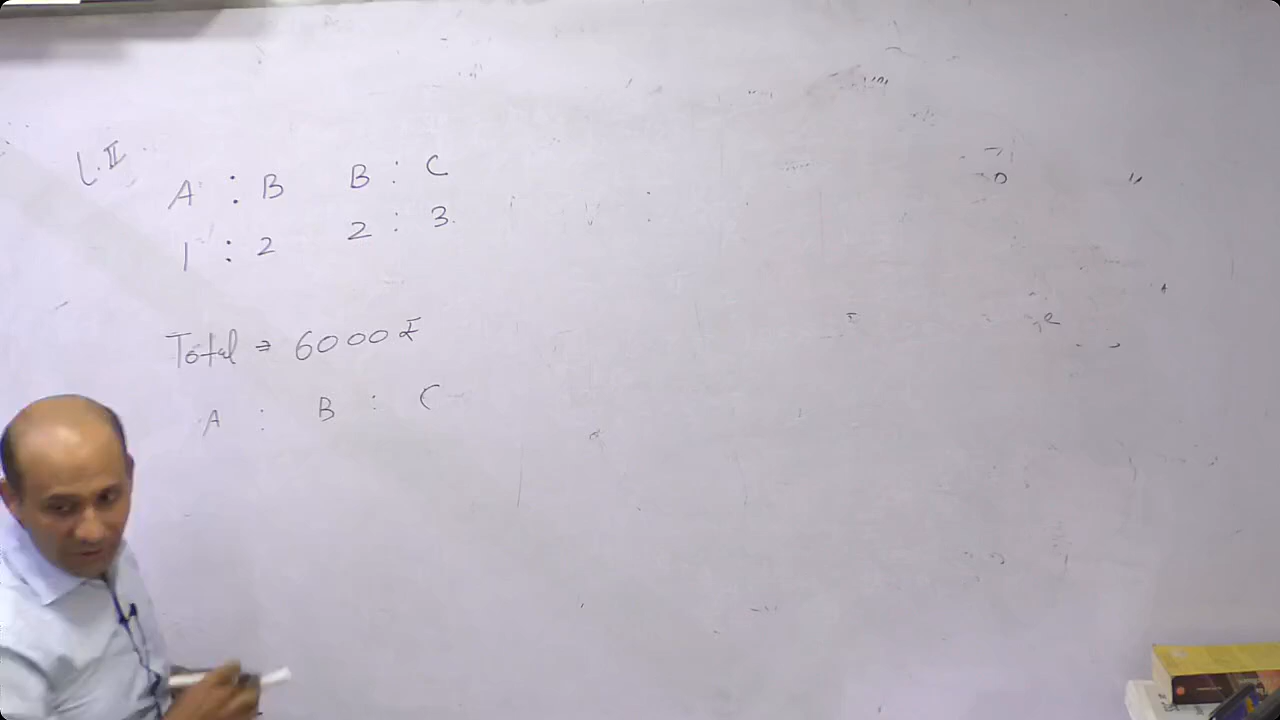 L.II
A : B B : C
1 : 2 2 : 3
Total = 6000 ₹
A : B : C